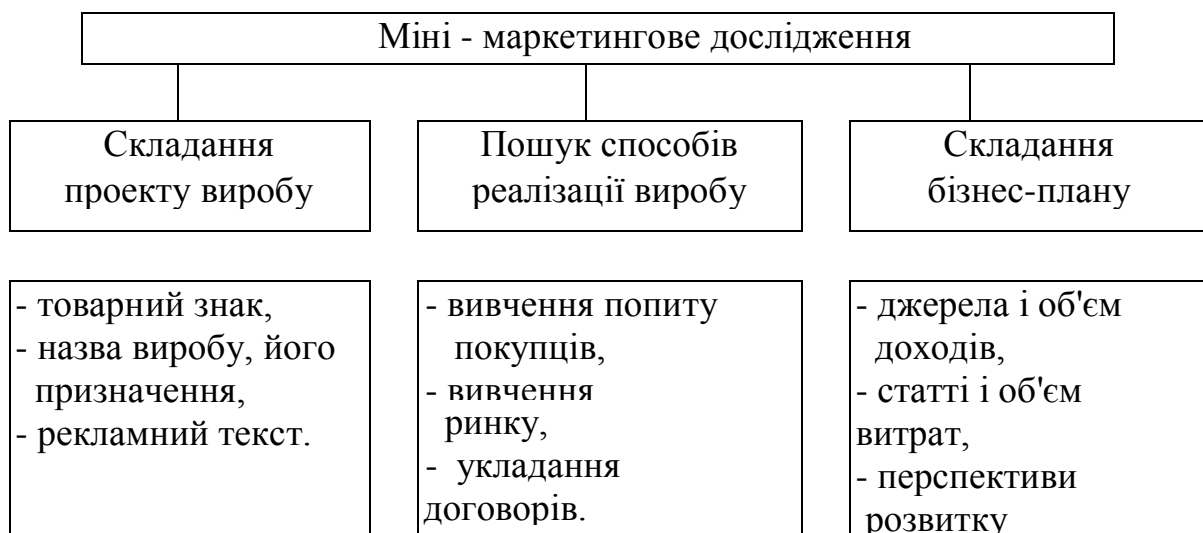 Міні - маркетингове дослідження
Складання
проекту виробу
Пошук способів
реалізації виробу
Складання
бізнес-плану
- товарний знак,
- назва виробу, його
призначення,
- рекламний текст.
- вивчення попиту
покупців,
- вивчення
ринку,
- укладання
договорів.
- джерела і об'єм
доходів,
- статті і об'єм
витрат,
- перспективи
розвитку